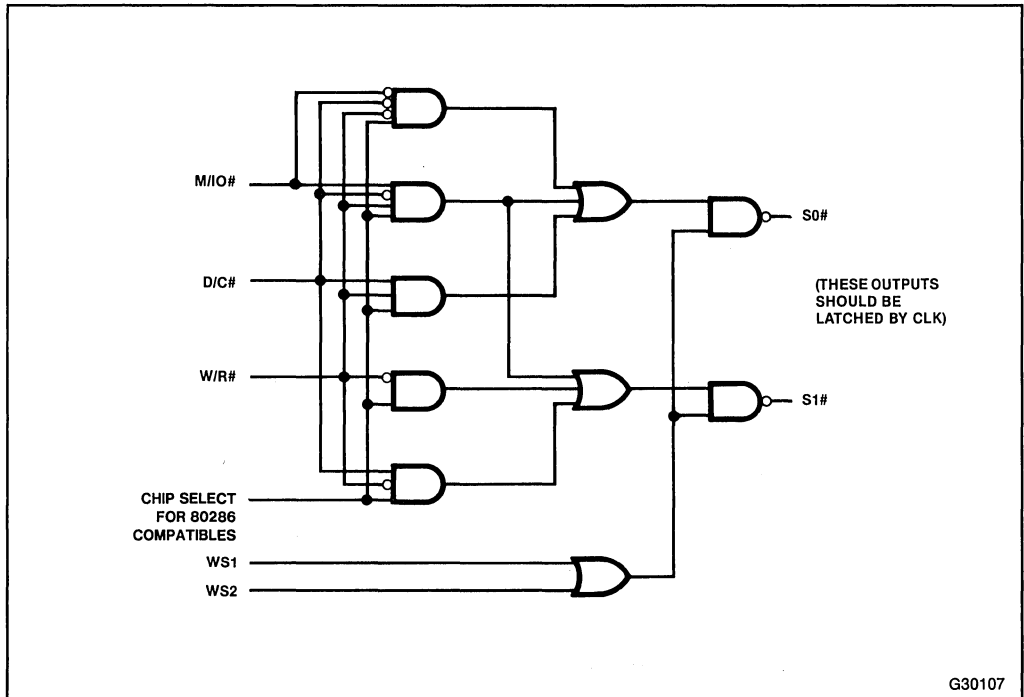 M/IO#
D/C#
W/R#
CHIP SELECT
FOR 80286
COMPATIBLES
WS1
WS2
S0#
(THESE OUTPUTS
SHOULD BE
LATCHED BY CLK)
S1#
G30107